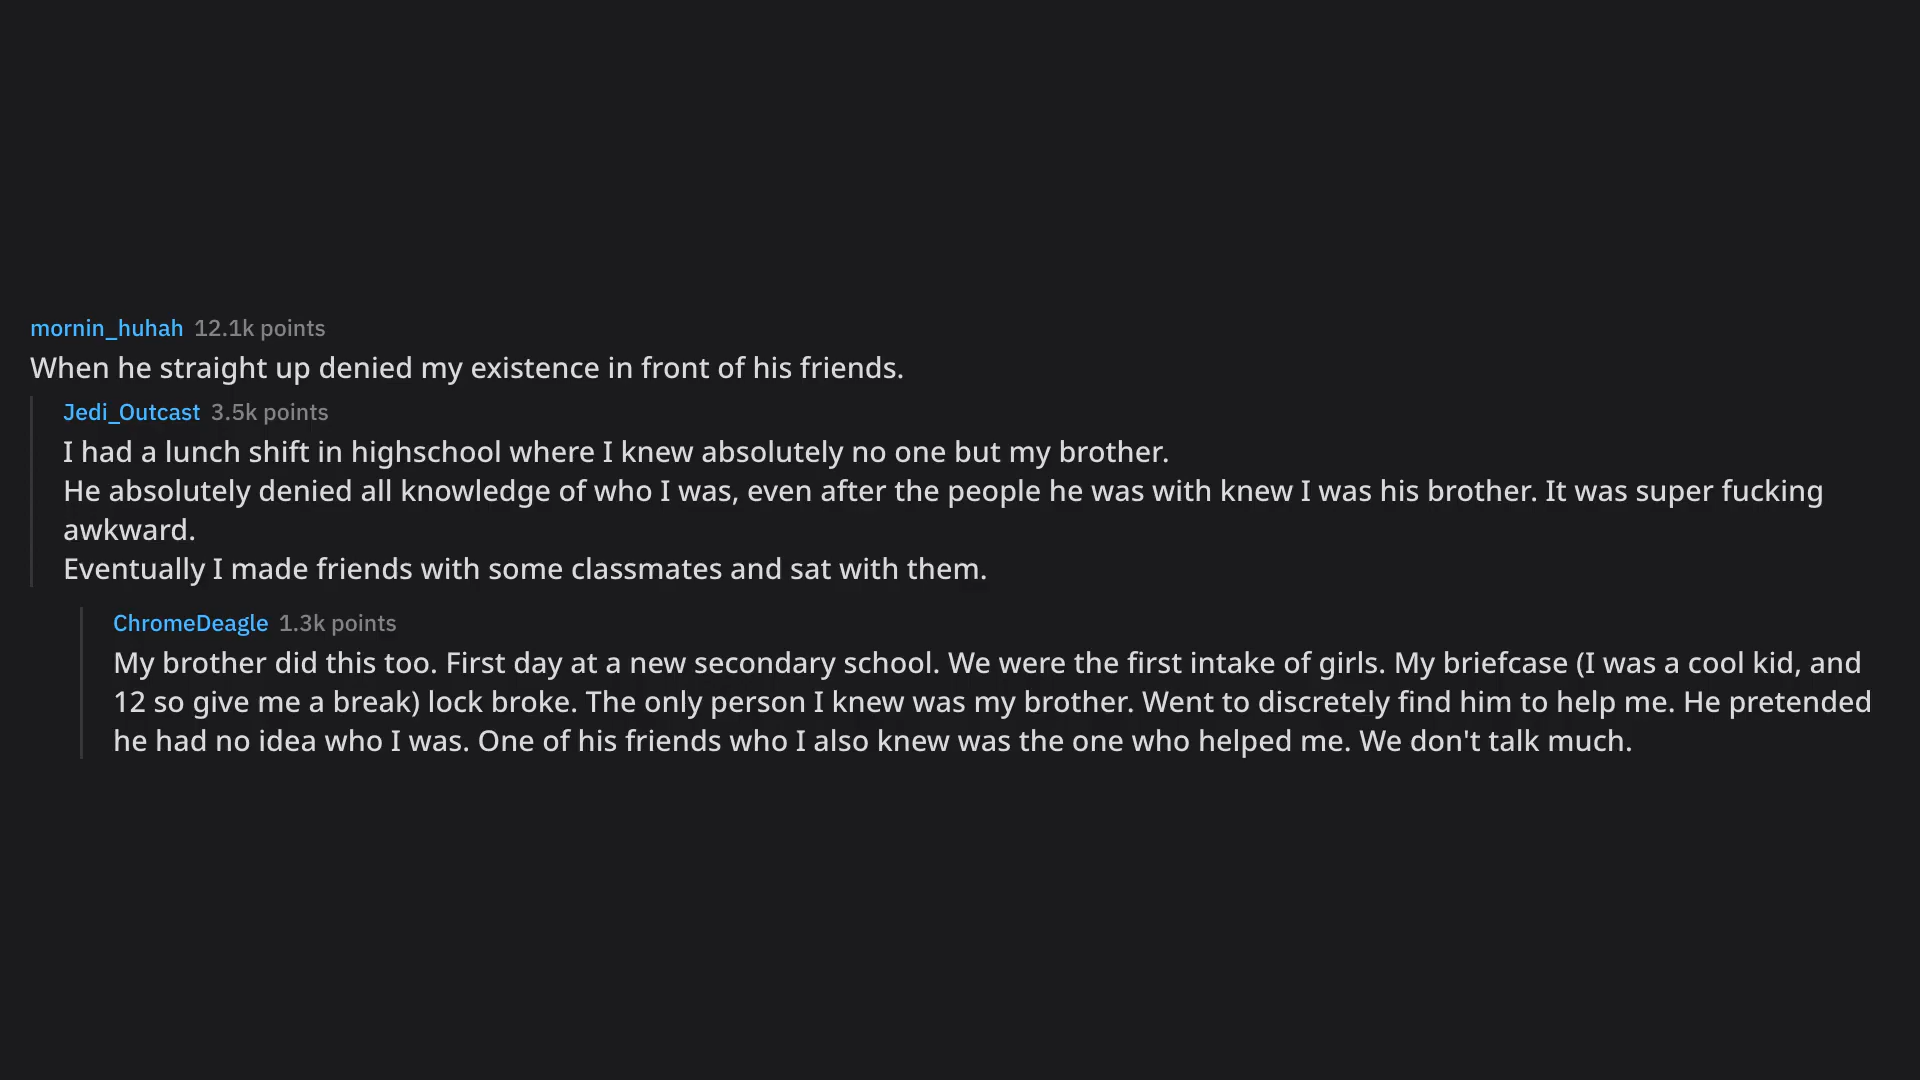 mornin_huhah 12.1k points
When he straight up denied my existence in front of his friends.
Jedi_Outcast 3.5k points
I had a lunch shift in highschool where I knew absolutely no one but my brother.
He absolutely denied all knowledge of who I was, even after the people he was with knew I was his brother. It was super fucking
awkward.
Eventually I made friends with some classmates and sat with them.
ChromeDeagle 1.3k points
My brother did this too. First day at a new secondary school. We were the first intake of girls. My briefcase (I was a cool kid, and
12 so give me a break) lock broke. The only person I knew was my brother. Went to discretely find him to help me. He pretended
he had no idea who I was. One of his friends who I also knew was the one who helped me. We don't talk much.